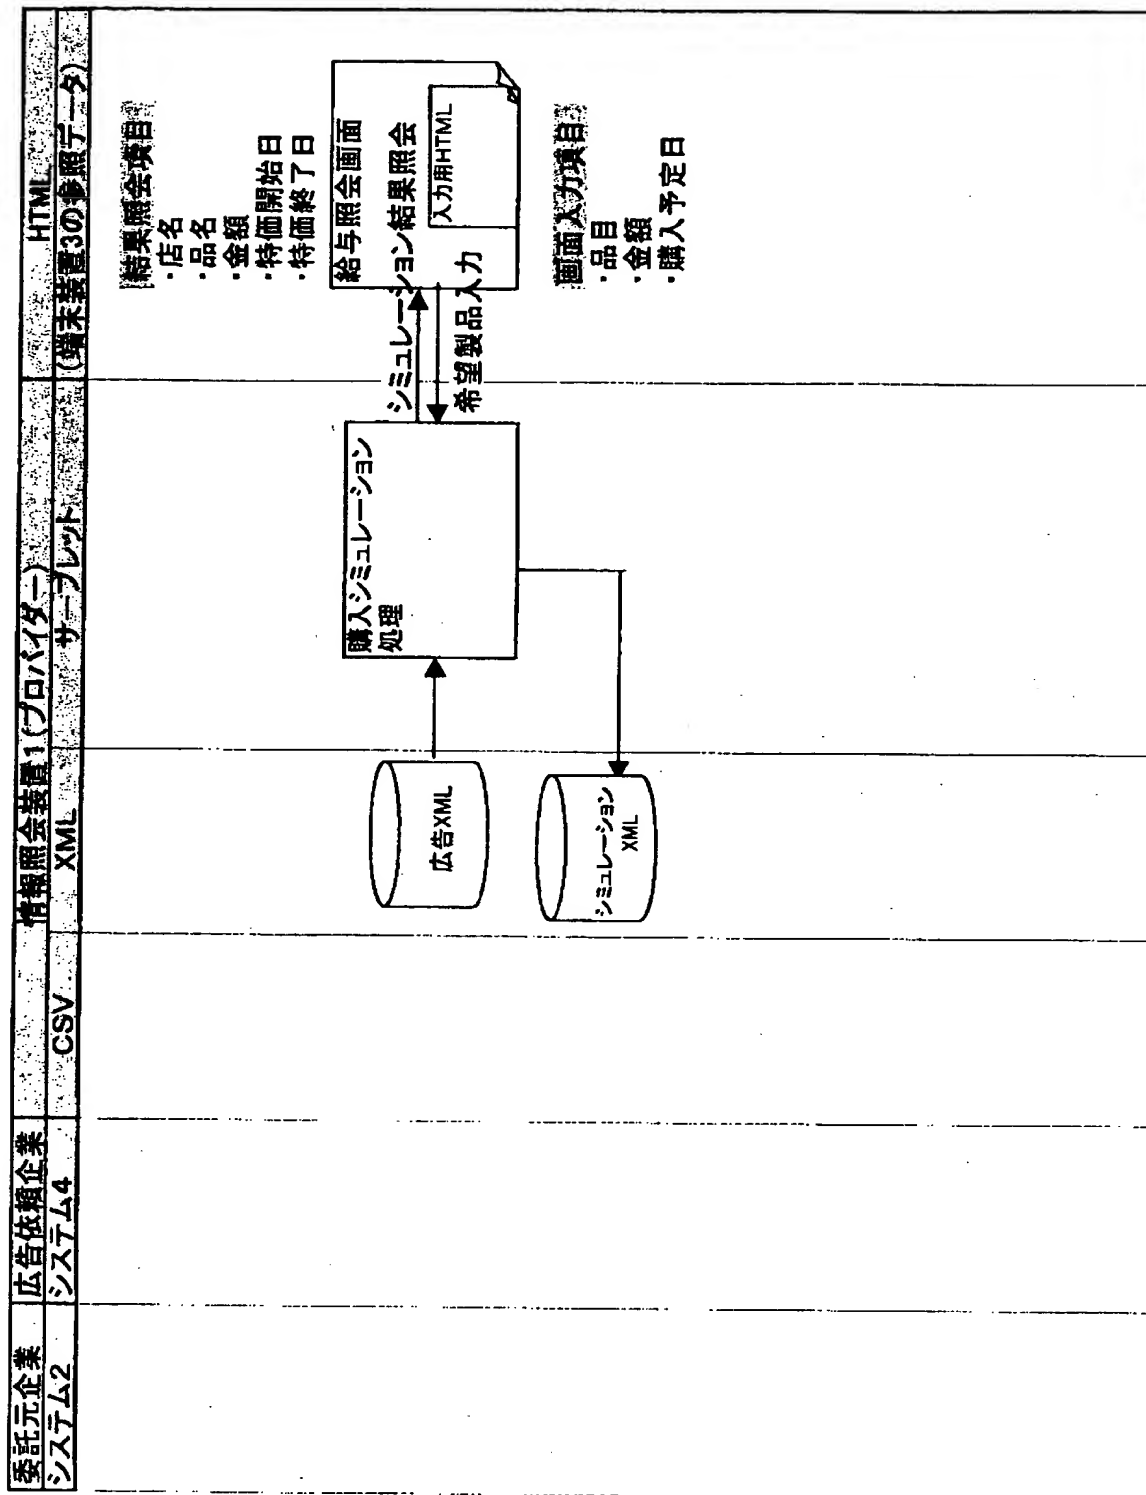 委託元企業
広告依頼企業
情報照会装置1(プロバイダー)
システム2
システム4
CSV
XML
サーブレット
HTML
(端末装置3の参照データ)
結果照会項目
・店名
・品名
・金額
・特価開始日
・特価終了日
給与照会画面
シミュレーション結果照会
入力用HTML
希望製品入力
購入シミュレーション
処理
広告XML
シミュレーション
XML
画面入力項目
・品目
・金額
・購入予定日